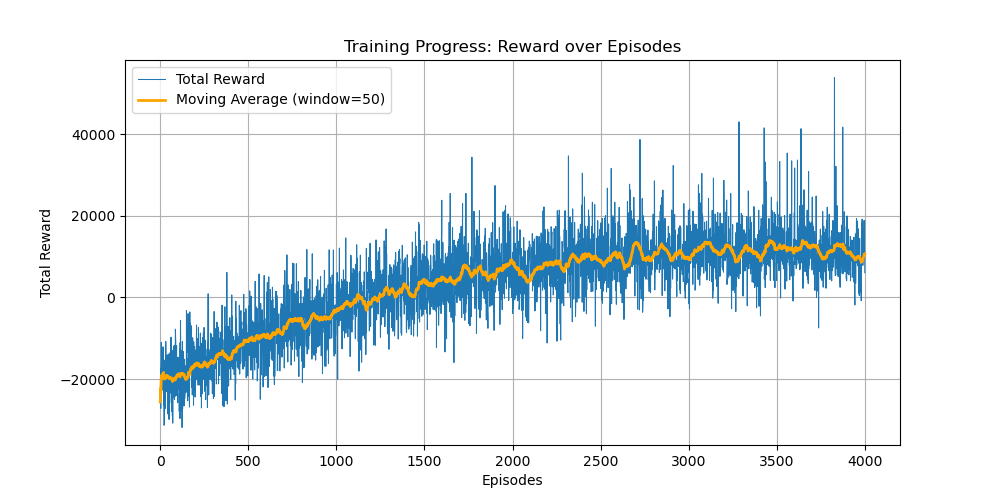 Training Progress: Reward over Episodes
Total Reward
Moving Average (window=50)
Total Reward
40000
20000
0
−20000
0
500
1000
1500
2000
2500
3000
3500
4000
Episodes